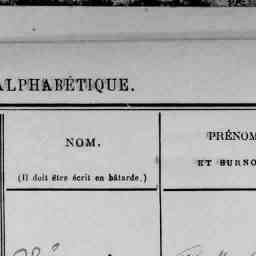 ALPHABÉTIQUE.
NOM.
(Il doit être écrit en bâtarde.)
PRÉNOM
ET SURNO